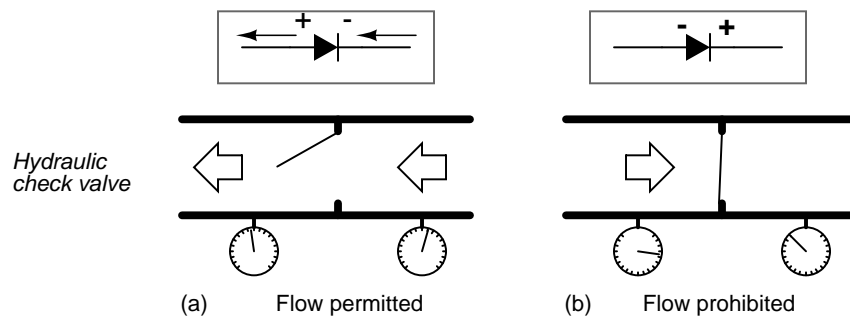 + -
- +
Hydraulic
check valve
(a) Flow permitted
(b) Flow prohibited